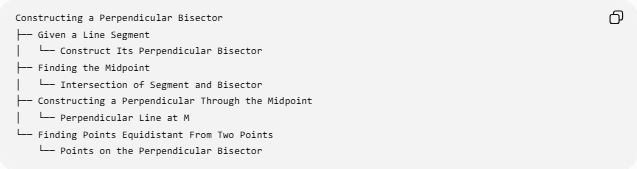 Constructing a Perpendicular Bisector
├── Given a Line Segment
│   └── Construct Its Perpendicular Bisector
├── Finding the Midpoint
│   └── Intersection of Segment and Bisector
├── Constructing a Perpendicular Through the Midpoint
│   └── Perpendicular Line at M
└── Finding Points Equidistant From Two Points
    └── Points on the Perpendicular Bisector